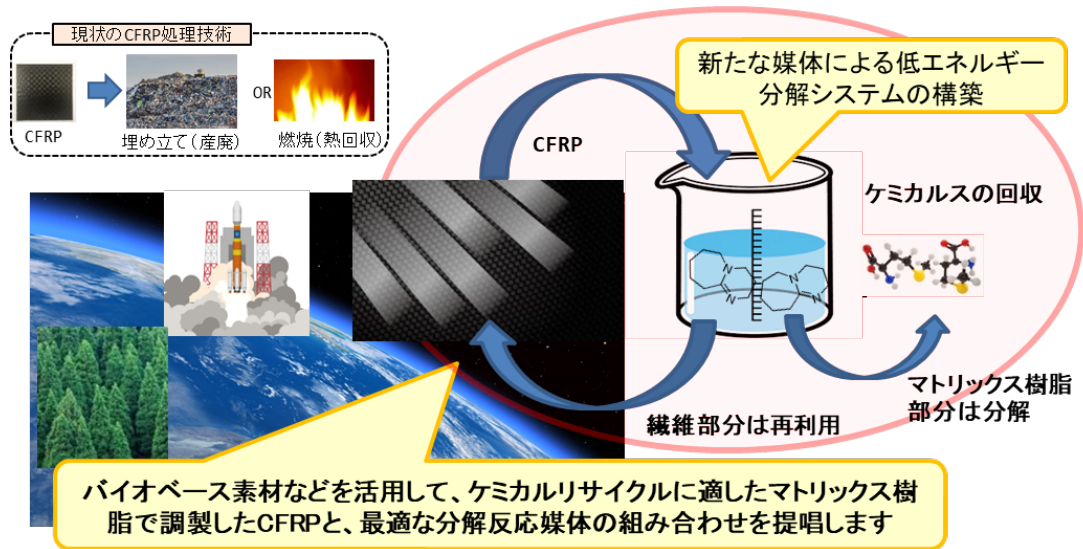 現状のCFRP処理技術
CFRP
埋め立て(産廃)
OR
燃焼(熱回収)
新たな媒体による低エネルギー
分解システムの構築
CFRP
ケミカルスの回収
N
N
N
N
マトリックス樹脂
部分は分解
繊維部分は再利用
バイオベース素材などを活用して、ケミカルリサイクルに適したマトリックス樹
脂で調製したCFRPと、最適な分解反応媒体の組み合わせを提唱します